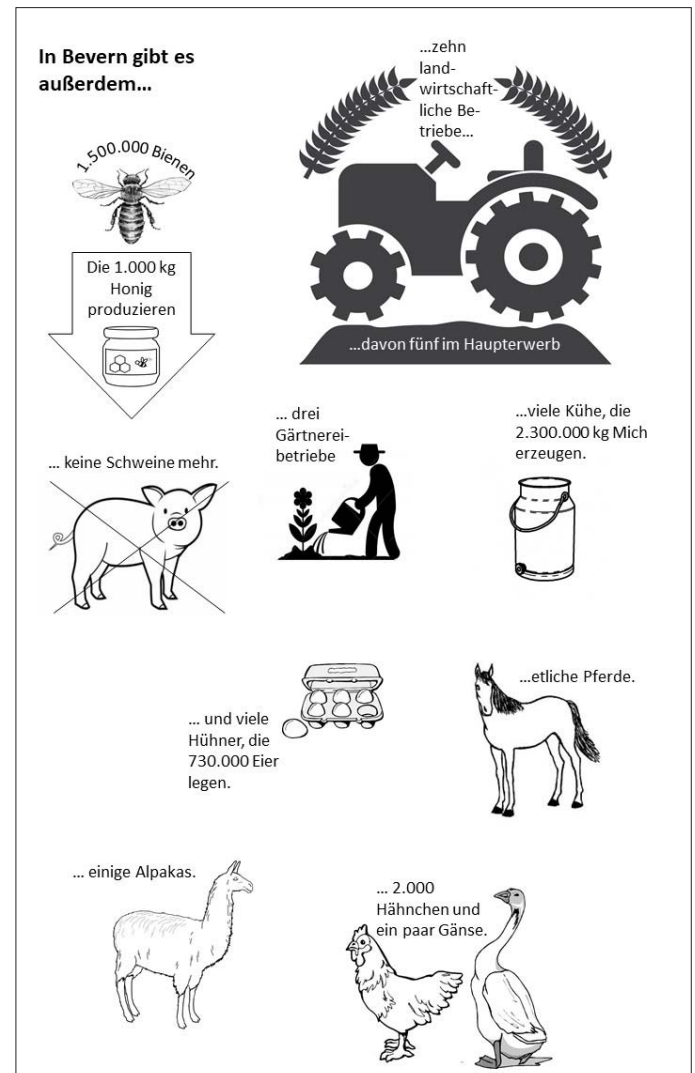 In Bevern gibt es
außerdem...
...zehn
land-
wirtschaft-
liche Be-
triebe...
1.500.000 Bienen
Die 1.000 kg
Honig
produzieren
...davon fünf im Haupterwerb
... keine Schweine mehr.
... drei
Gärtnerei-
betriebe
...viele Kühe, die
2.300.000 kg Mich
erzeugen.
... und viele
Hühner, die
730.000 Eier
legen.
...etliche Pferde.
... einige Alpakas.
... 2.000
Hähnchen und
ein paar Gänse.